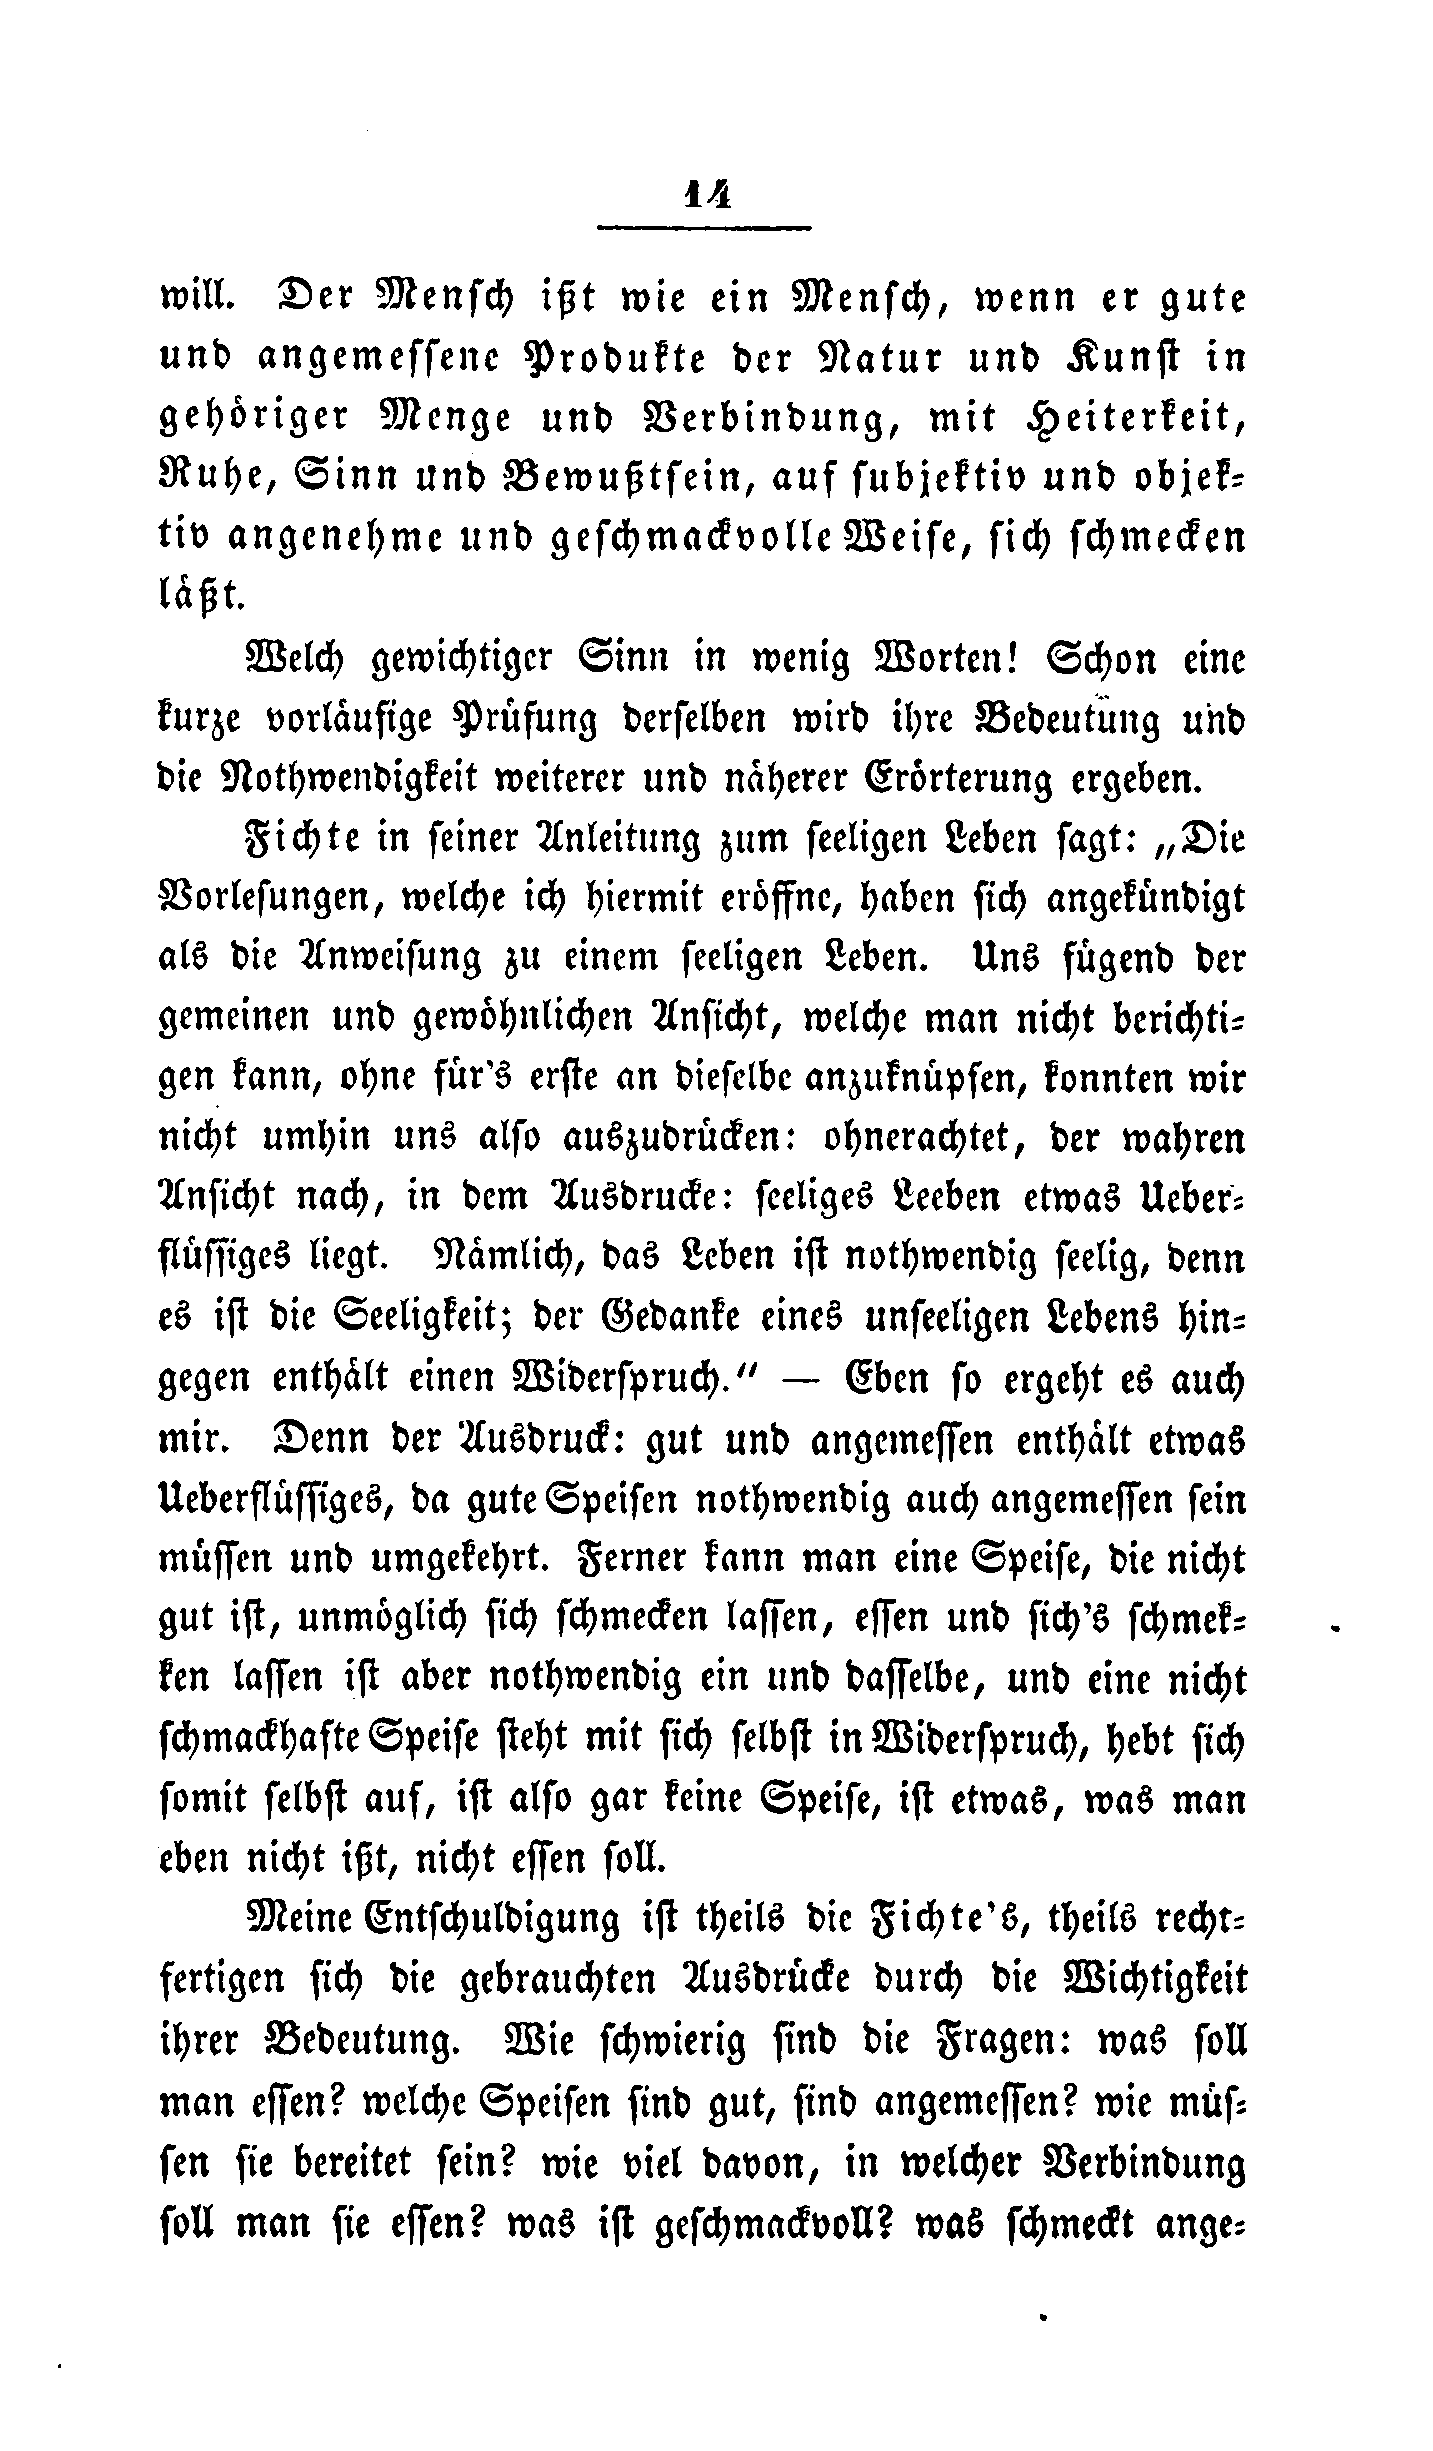 14
will. Der Menſch ißt wie ein Menſch, wenn er gute
und angemeſſene Produkte der Natur und Kunſt in
gehöriger Menge und Verbindung, mit Heiterkeit,
Ruhe, Sinn und Bewußtſein, auf ſubjektiv und objek-
tiv angenehme und geſchmackvolle Weiſe, ſich ſchmecken
läßt.
Welch gewichtiger Sinn in wenig Worten! Schon eine
kurze vorläufige Prüfung derſelben wird ihre Bedeutung und
die Nothwendigkeit weiterer und näherer Erörterung ergeben.
Fichte in ſeiner Anleitung zum ſeeligen Leben ſagt: „Die
Vorleſungen, welche ich hiermit eröffne, haben ſich angekündigt
als die Anweiſung zu einem ſeeligen Leben. Uns fügend der
gemeinen und gewöhnlichen Anſicht, welche man nicht berichti-
gen kann, ohne für's erſte an dieſelbe anzuknüpfen, konnten wir
nicht umhin uns alſo auszudrücken: ohnerachtet, der wahren
Anſicht nach, in dem Ausdrucke: ſeeliges Leeben etwas Ueber-
flüſſiges liegt. Nämlich, das Leben iſt nothwendig ſeelig, denn
es iſt die Seeligkeit; der Gedanke eines unſeeligen Lebens hin-
gegen enthält einen Widerſpruch.“ — Eben ſo ergeht es auch
mir. Denn der Ausdruck: gut und angemeſſen enthält etwas
Ueberflüſſiges, da gute Speiſen nothwendig auch angemeſſen ſein
müſſen und umgekehrt. Ferner kann man eine Speiſe, die nicht
gut iſt, unmöglich ſich ſchmecken laſſen, eſſen und ſich's ſchmek-
ken laſſen iſt aber nothwendig ein und daſſelbe, und eine nicht
ſchmackhafte Speiſe ſteht mit ſich ſelbſt in Widerſpruch, hebt ſich
ſomit ſelbſt auf, iſt alſo gar keine Speiſe, iſt etwas, was man
eben nicht ißt, nicht eſſen ſoll.
Meine Entſchuldigung iſt theils die Fichte's, theils recht-
fertigen ſich die gebrauchten Ausdrücke durch die Wichtigkeit
ihrer Bedeutung. Wie ſchwierig ſind die Fragen: was ſoll
man eſſen? welche Speiſen ſind gut, ſind angemeſſen? wie müſ-
ſen ſie bereitet ſein? wie viel davon, in welcher Verbindung
ſoll man ſie eſſen? was iſt geſchmackvoll? was ſchmeckt ange-